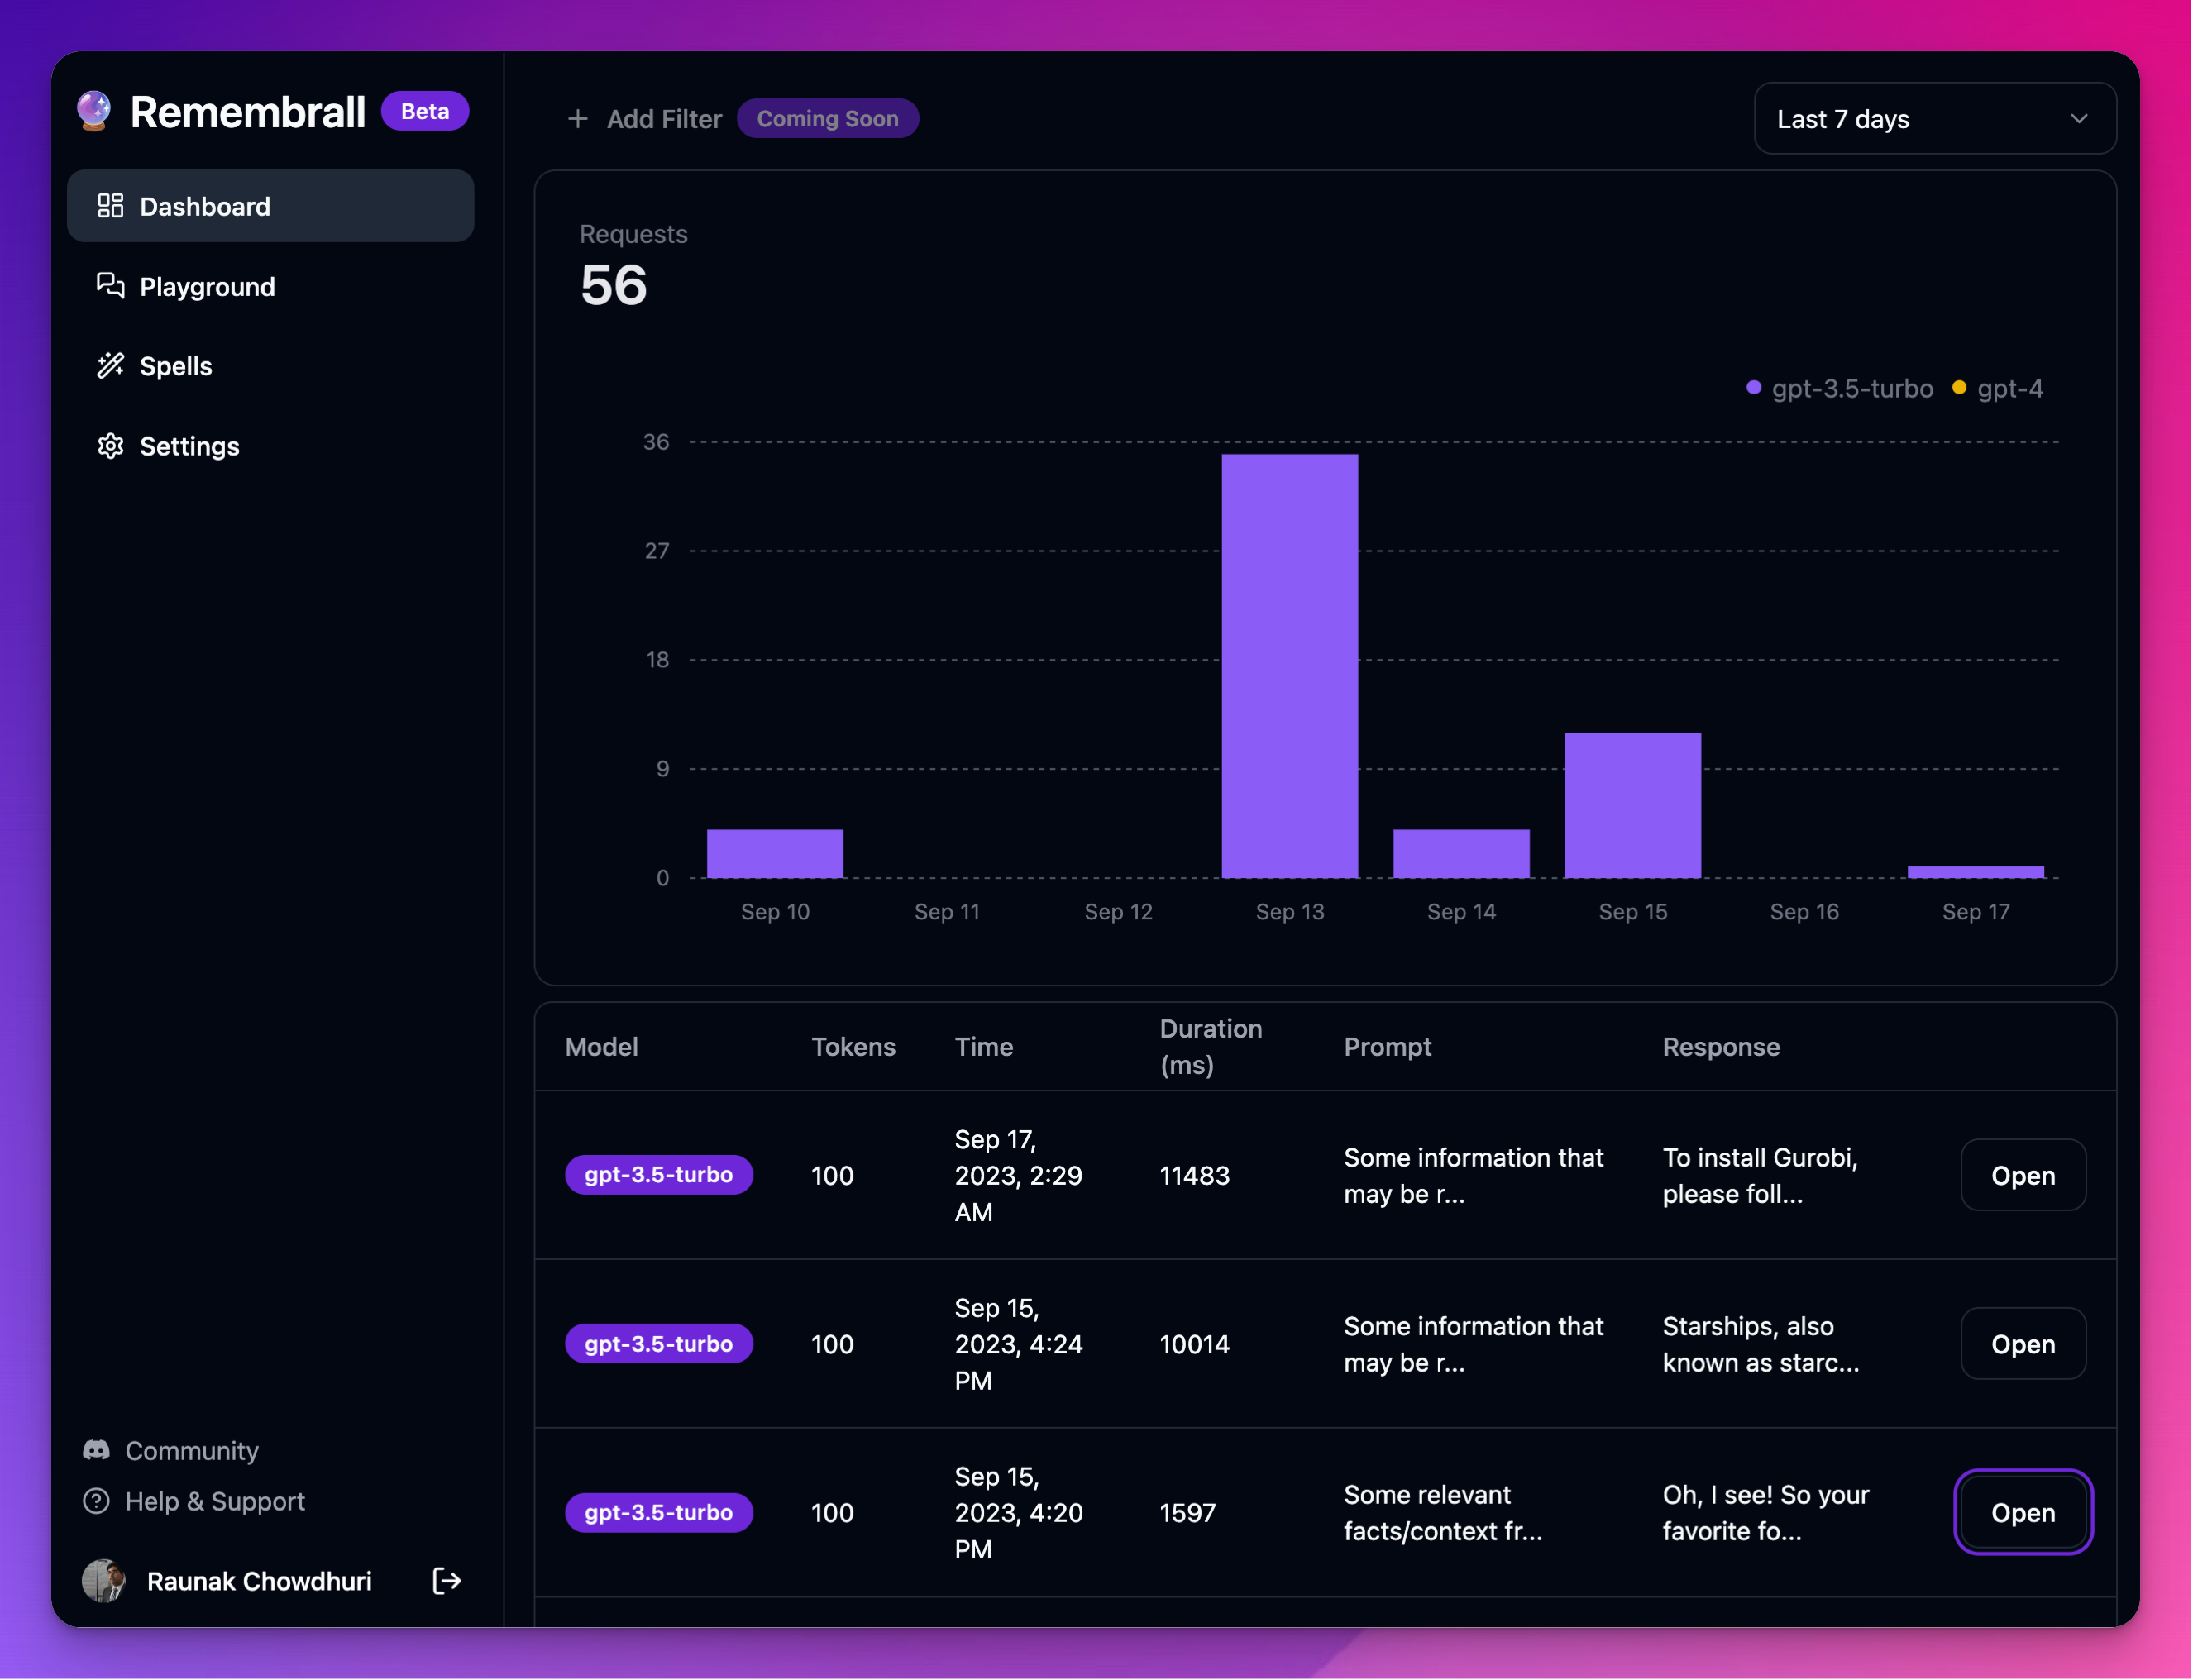 Remembrall Beta
Dashboard
Playground
Spells
Settings
Community
Help & Support
Raunak Chowdhuri
Add Filter Coming Soon
Last 7 days
Requests
56
gpt-3.5-turbo gpt-4
36
27
18
9
0
Sep 10 Sep 11 Sep 12 Sep 13 Sep 14 Sep 15 Sep 16 Sep 17
Model Tokens Time Duration (ms) Prompt Response
gpt-3.5-turbo
100
Sep 17,
2023, 2:29
AM
11483
Some information that
may be r...
To install Gurobi,
please foll...
Open
gpt-3.5-turbo
100
Sep 15,
2023, 4:24
PM
10014
Some information that
may be r...
Starships, also
known as starc...
Open
gpt-3.5-turbo
100
Sep 15,
2023, 4:20
PM
1597
Some relevant
facts/context fr...
Oh, I see! So your
favorite fo...
Open